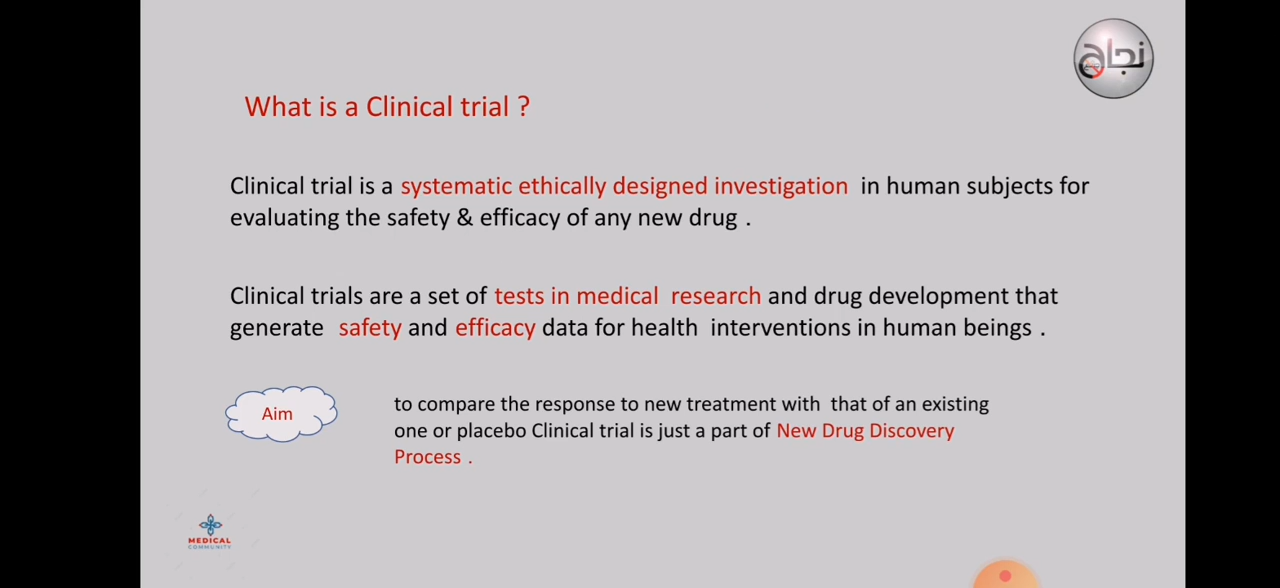 نجاح
What is a Clinical trial ?
Clinical trial is a systematic ethically designed investigation in human subjects for
evaluating the safety & efficacy of any new drug .
Clinical trials are a set of tests in medical research and drug development that
generate safety and efficacy data for health interventions in human beings .
Aim
to compare the response to new treatment with that of an existing
one or placebo Clinical trial is just a part of New Drug Discovery
Process .
MEDICAL
COMMUNITY